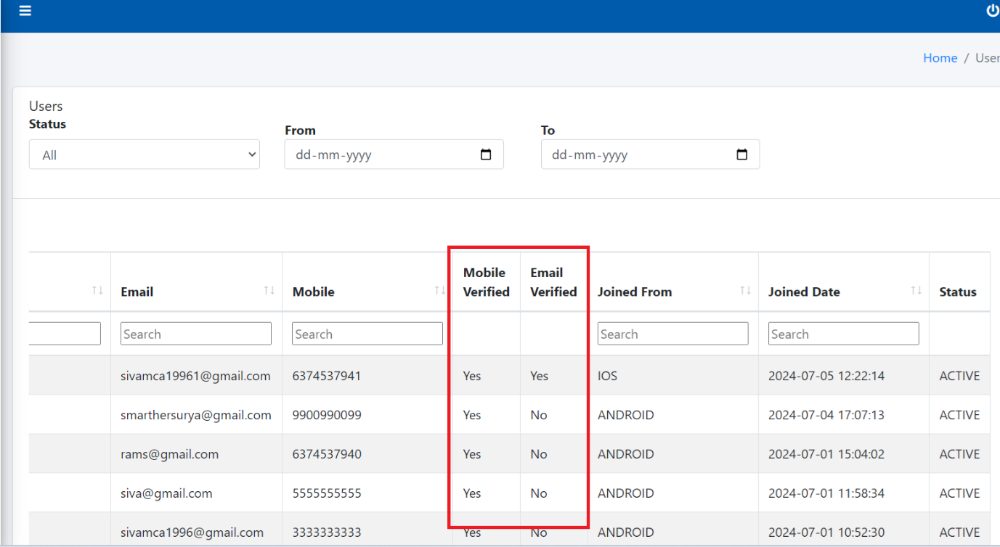 Home / User
Users
Status
From
To
All
dd-mm-yyyy
dd-mm-yyyy
Email
Mobile
Mobile Verified
Email Verified
Joined From
Joined Date
Status
Search
Search
Search
Search
sivamca19961@gmail.com 6374537941 Yes Yes IOS 2024-07-05 12:22:14 ACTIVE
smarthersurya@gmail.com 9900990099 Yes No ANDROID 2024-07-04 17:07:13 ACTIVE
rams@gmail.com 6374537940 Yes No ANDROID 2024-07-01 15:04:02 ACTIVE
siva@gmail.com 5555555555 Yes No ANDROID 2024-07-01 11:58:34 ACTIVE
sivamca1996@gmail.com 3333333333 Yes No ANDROID 2024-07-01 10:52:30 ACTIVE